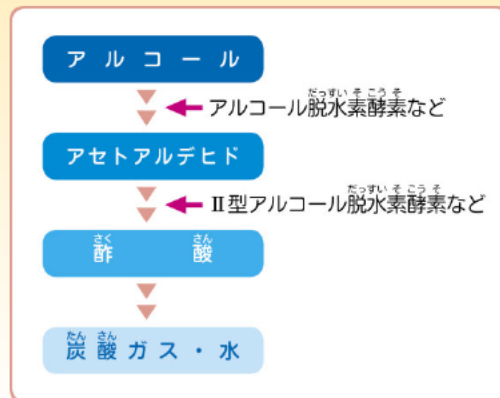 アルコール
アルコール脱水素酵素など
アセトアルデヒド
Ⅱ型アルコール脱水素酵素など
酢酸
炭酸ガス・水